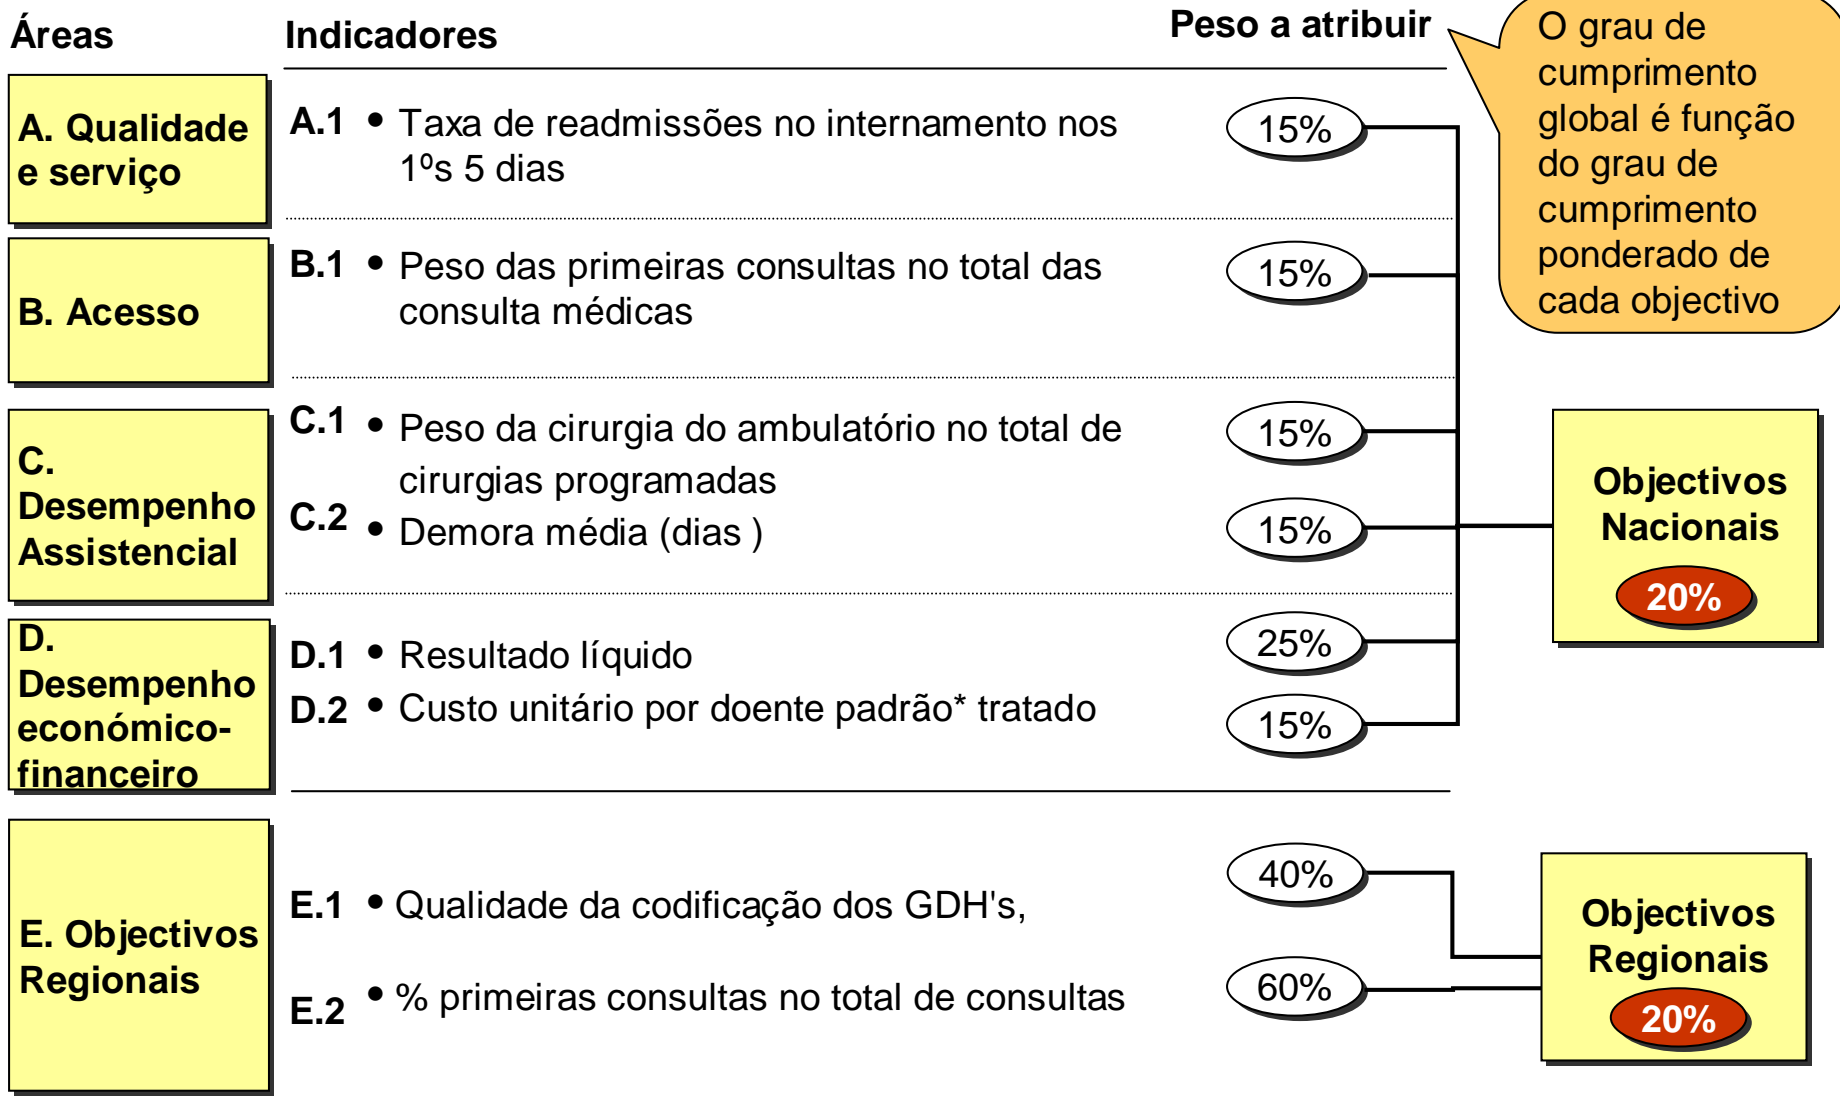 Áreas
Indicadores
Peso a atribuir
O grau de
cumprimento
global é função
do grau de
cumprimento
ponderado de
cada objectivo
A. Qualidade
e serviço
A.1 • Taxa de readmissões no internamento nos
1ºs 5 dias
15%
B. Acesso
B.1 • Peso das primeiras consultas no total das
consulta médicas
15%
C.
Desempenho
Assistencial
C.1 • Peso da cirurgia do ambulatório no total de
cirurgias programadas
15%
C.2 • Demora média (dias )
15%
D.
Desempenho
económico-
financeiro
D.1 • Resultado líquido
25%
D.2 • Custo unitário por doente padrão* tratado
15%
Objectivos
Nacionais
20%
E. Objectivos
Regionais
E.1 • Qualidade da codificação dos GDH's,
40%
E.2 • % primeiras consultas no total de consultas
60%
Objectivos
Regionais
20%